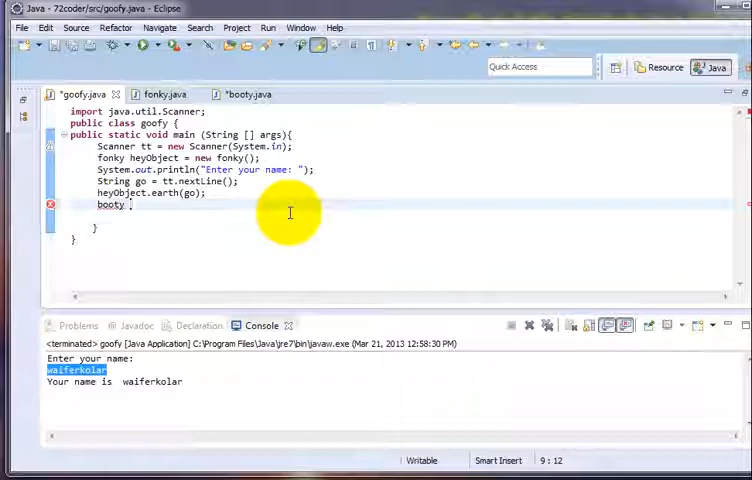 Java - 72coder/src/goofy.java - Eclipse
File Edit Source Refactor Navigate Search Project Run Window Help
Quick Access
Resource
Java
*goofy.java
fonky.java
*booty.java
import java.util.Scanner;
public class goofy {
public static void main (String [] args){
Scanner tt = new Scanner(System.in);
fonky heyObject = new fonky();
System.out.println("Enter your name: ");
String go = tt.nextLine();
heyObject.earth(go);
booty
}
}
Problems
Javadoc
Declaration
Console
<terminated> goofy [Java Application] C:\Program Files\Java\jre7\bin\javaw.exe (Mar 21, 2013 12:58:30 PM)
Enter your name:
waiferkolar
Your name is  waiferkolar
Writable
Smart Insert
9 : 12